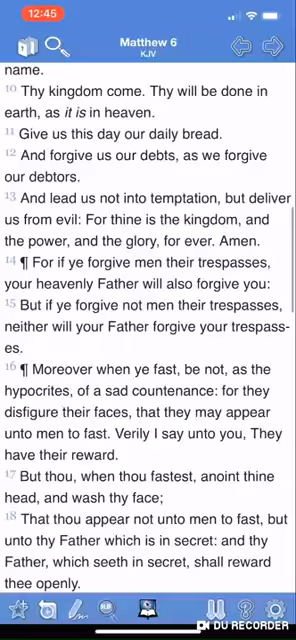 12:45
Matthew 6
KJV
name.
10 Thy kingdom come. Thy will be done in
earth, as it is in heaven.
11 Give us this day our daily bread.
12 And forgive us our debts, as we forgive
our debtors.
13 And lead us not into temptation, but deliver
us from evil: For thine is the kingdom, and
the power, and the glory, for ever. Amen.
14 ¶ For if ye forgive men their trespasses,
your heavenly Father will also forgive you:
15 But if ye forgive not men their trespasses,
neither will your Father forgive your trespass-
es.
16 ¶ Moreover when ye fast, be not, as the
hypocrites, of a sad countenance: for they
disfigure their faces, that they may appear
unto men to fast. Verily I say unto you, They
have their reward.
17 But thou, when thou fastest, anoint thine
head, and wash thy face;
18 That thou appear not unto men to fast, but
unto thy Father which is in secret: and thy
Father, which seeth in secret, shall reward
thee openly.
DU RECORDER